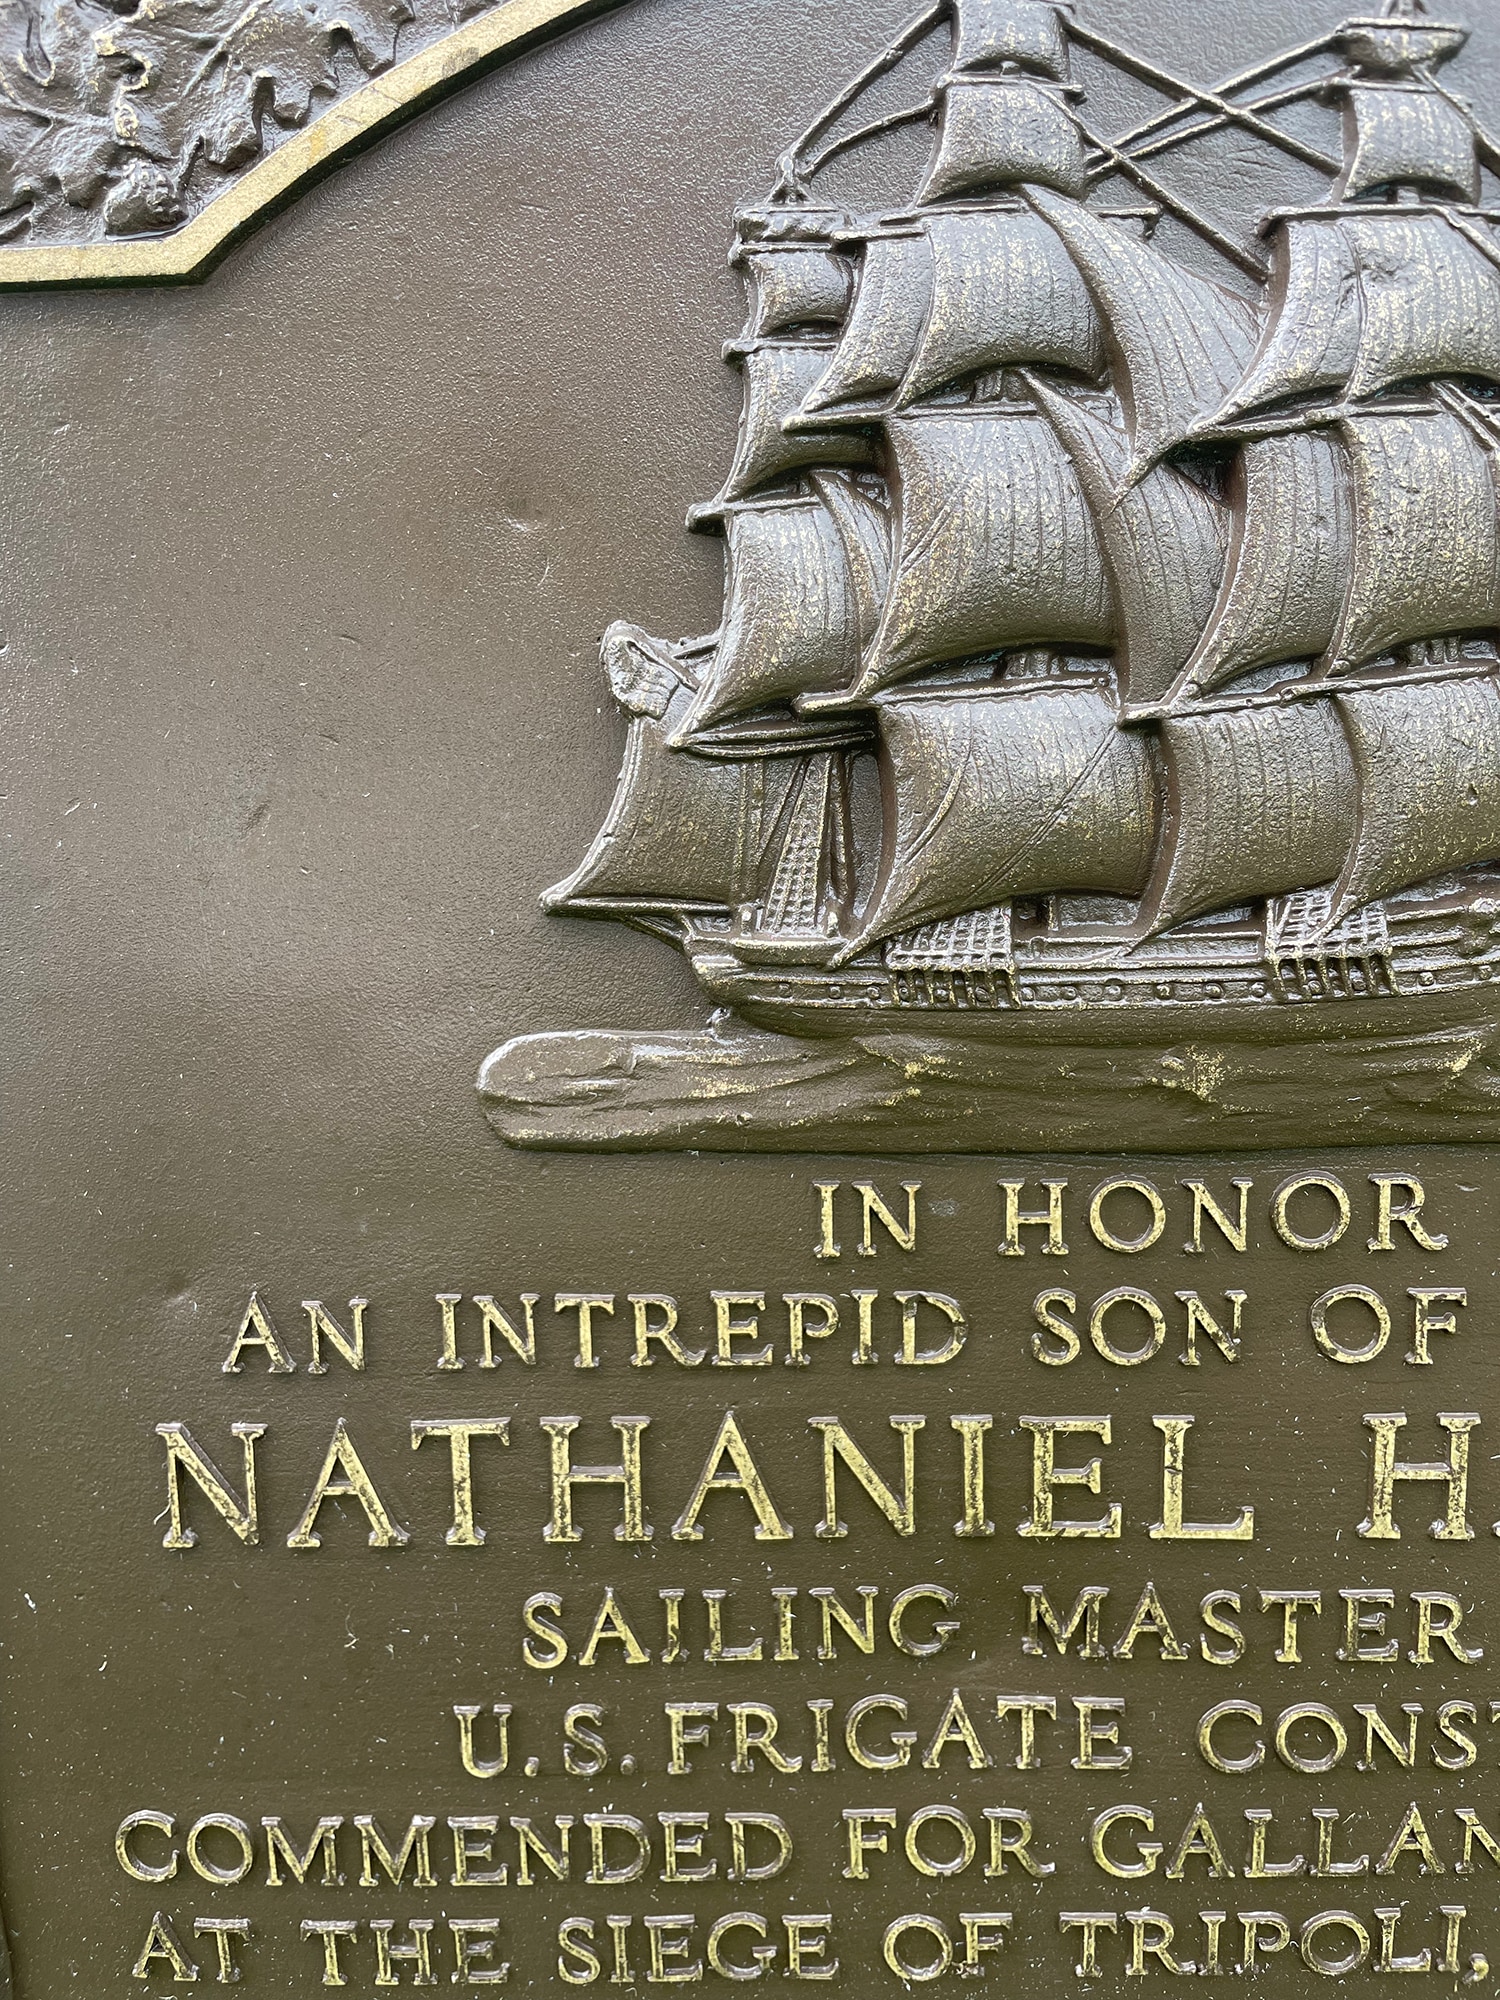 IN HONOR
AN INTREPID SON OF
NATHANIEL H
SAILING MASTER
U.S. FRIGATE CONST
COMMENDED FOR GALLAN
AT THE SIEGE OF TRIPOLI,